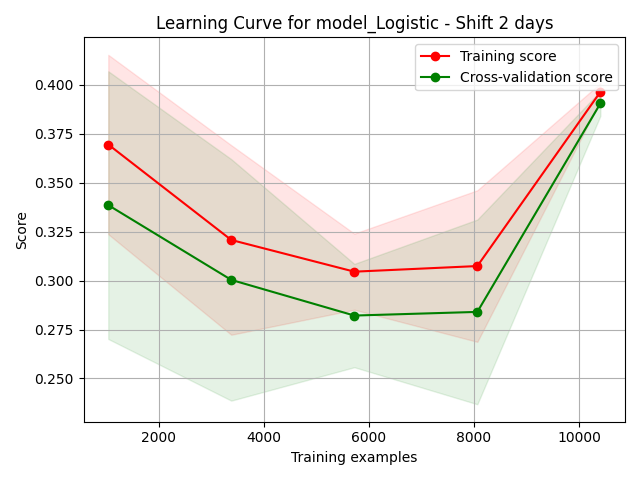 Learning Curve for model_Logistic - Shift 2 days
Training score
Cross-validation score
0.400
0.375
0.350
0.325
0.300
0.275
0.250
Score
2000
4000
6000
8000
10000
Training examples